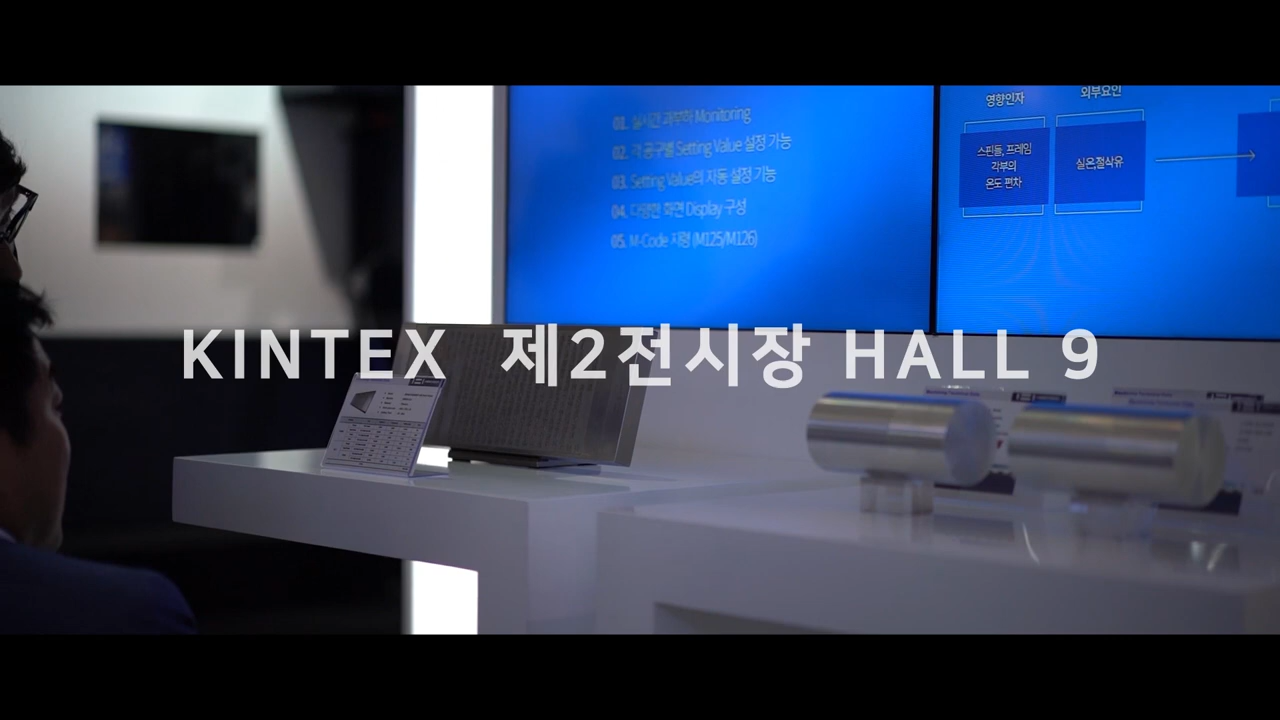 01. 실시간 과부하 Monitoring
02. 각 공구별 Setting Value 설정 기능
03. Setting Value의 자동 설정 기능
04. 다양한 화면 Display 구성
05. M-Code 지령 (M125/M126)
영향인자
외부요인
스핀들, 프레임
각부의
온도 편차
실온,절삭유
KINTEX 제2전시장 HALL 9